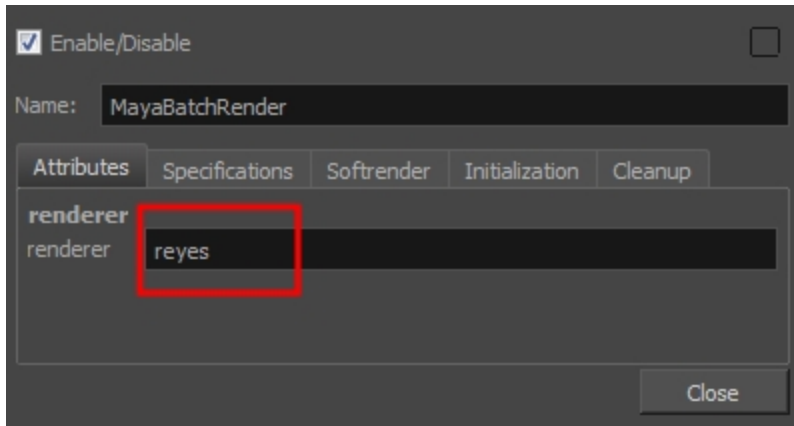 Enable/Disable
Name: MayaBatchRender
Attributes Specifications Softrender Initialization Cleanup
renderer
renderer reyes
Close